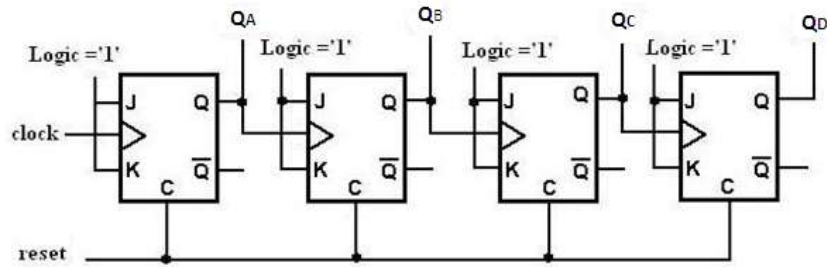 QA QB QC QD
Logic ='1' Logic ='1' Logic ='1' Logic ='1'
J Q J Q J Q J Q
clock
K Q̅ K Q̅ K Q̅ K Q̅
C C C C
reset